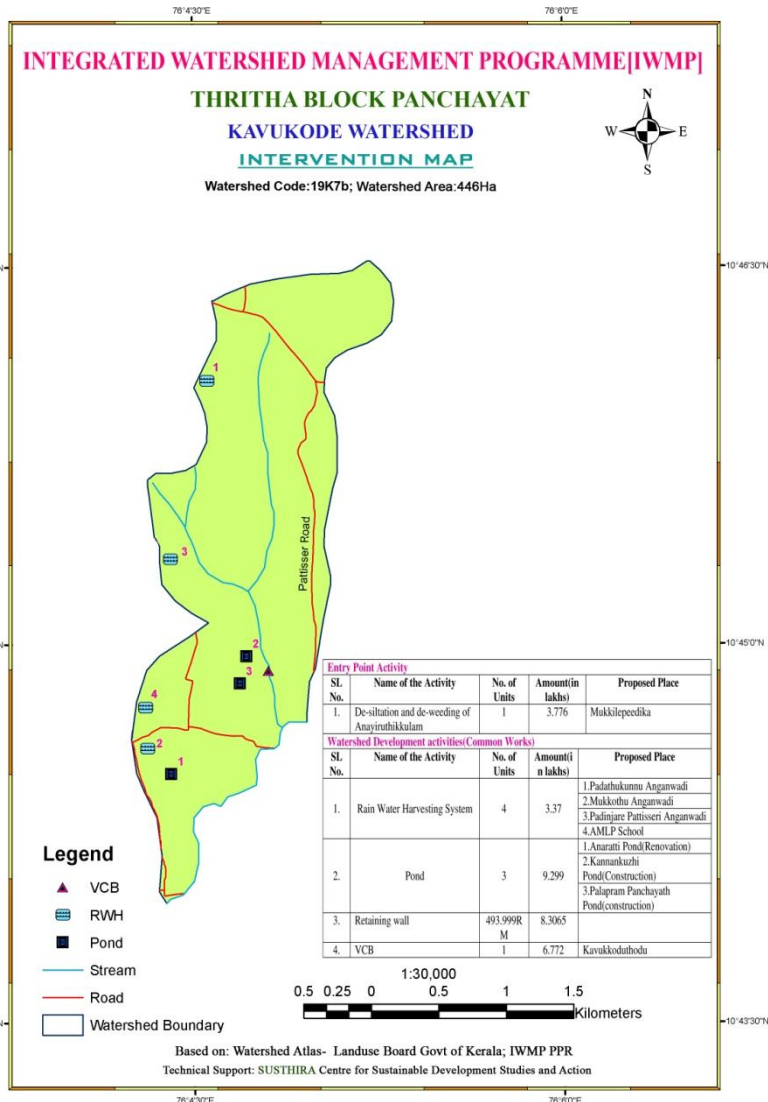 76°4'30"E
76°6'0"E
INTEGRATED WATERSHED MANAGEMENT PROGRAMME[IWMP]
THRITHA BLOCK PANCHAYAT
KAVUKODE WATERSHED
INTERVENTION MAP
Watershed Code:19K7b; Watershed Area:446Ha
N
W E
S
10°46'30"N
1
3
Pattisser Road
2
3
10°45'0"N
4
2
1
Entry Point Activity
SL No. Name of the Activity No. of Units Amount(in lakhs) Proposed Place
1. De-siltation and de-weeding of Anayiruthikkulam 1 3.776 Mukkilepeedika
Watershed Development activities(Common Works)
SL No. Name of the Activity No. of Units Amount(i n lakhs) Proposed Place
1. Rain Water Harvesting System 4 3.37 1.Padathukunnu Anganwadi
2.Mukkothu Anganwadi
3.Padinjare Pattisseri Anganwadi
4.AMLP School
2. Pond 3 9.299 1.Anaratti Pond(Renovation)
2.Kannankuzhi Pond(Construction)
3.Palapram Panchayath Pond(construction)
3. Retaining wall 493.999R M 8.3065
4. VCB 1 6.772 Kavukkoduthodu
Legend
VCB
RWH
Pond
Stream
Road
Watershed Boundary
1:30,000
0.5 0.25 0 0.5 1 1.5
Kilometers
10°43'30"N
Based on: Watershed Atlas- Landuse Board Govt of Kerala; IWMP PPR
Technical Support: SUSTHIRA Centre for Sustainable Development Studies and Action
76°4'30"E
76°6'0"E